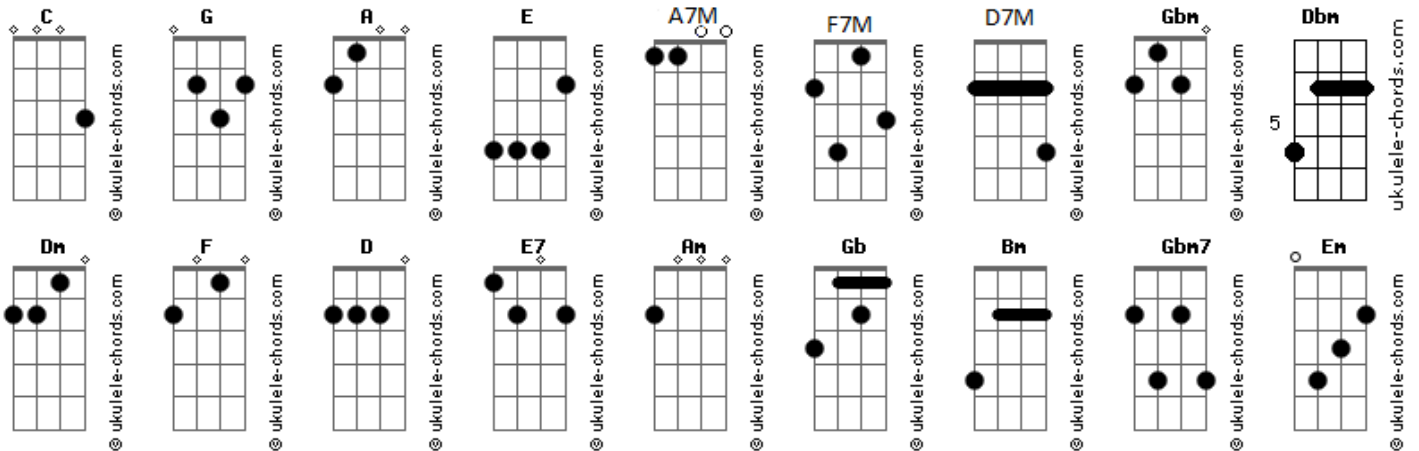 C G A E A7M F7M D7M Gbm Dbm
© ukulele-chords.com © ukulele-chords.com © ukulele-chords.com © ukulele-chords.com © ukulele-chords.com © ukulele-chords.com © ukulele-chords.com © ukulele-chords.com ukulele-chords.com
5
Dm F D E7 Am Gb Bm Gbm7 Em
© ukulele-chords.com © ukulele-chords.com © ukulele-chords.com © ukulele-chords.com © ukulele-chords.com © ukulele-chords.com © ukulele-chords.com © ukulele-chords.com © ukulele-chords.com